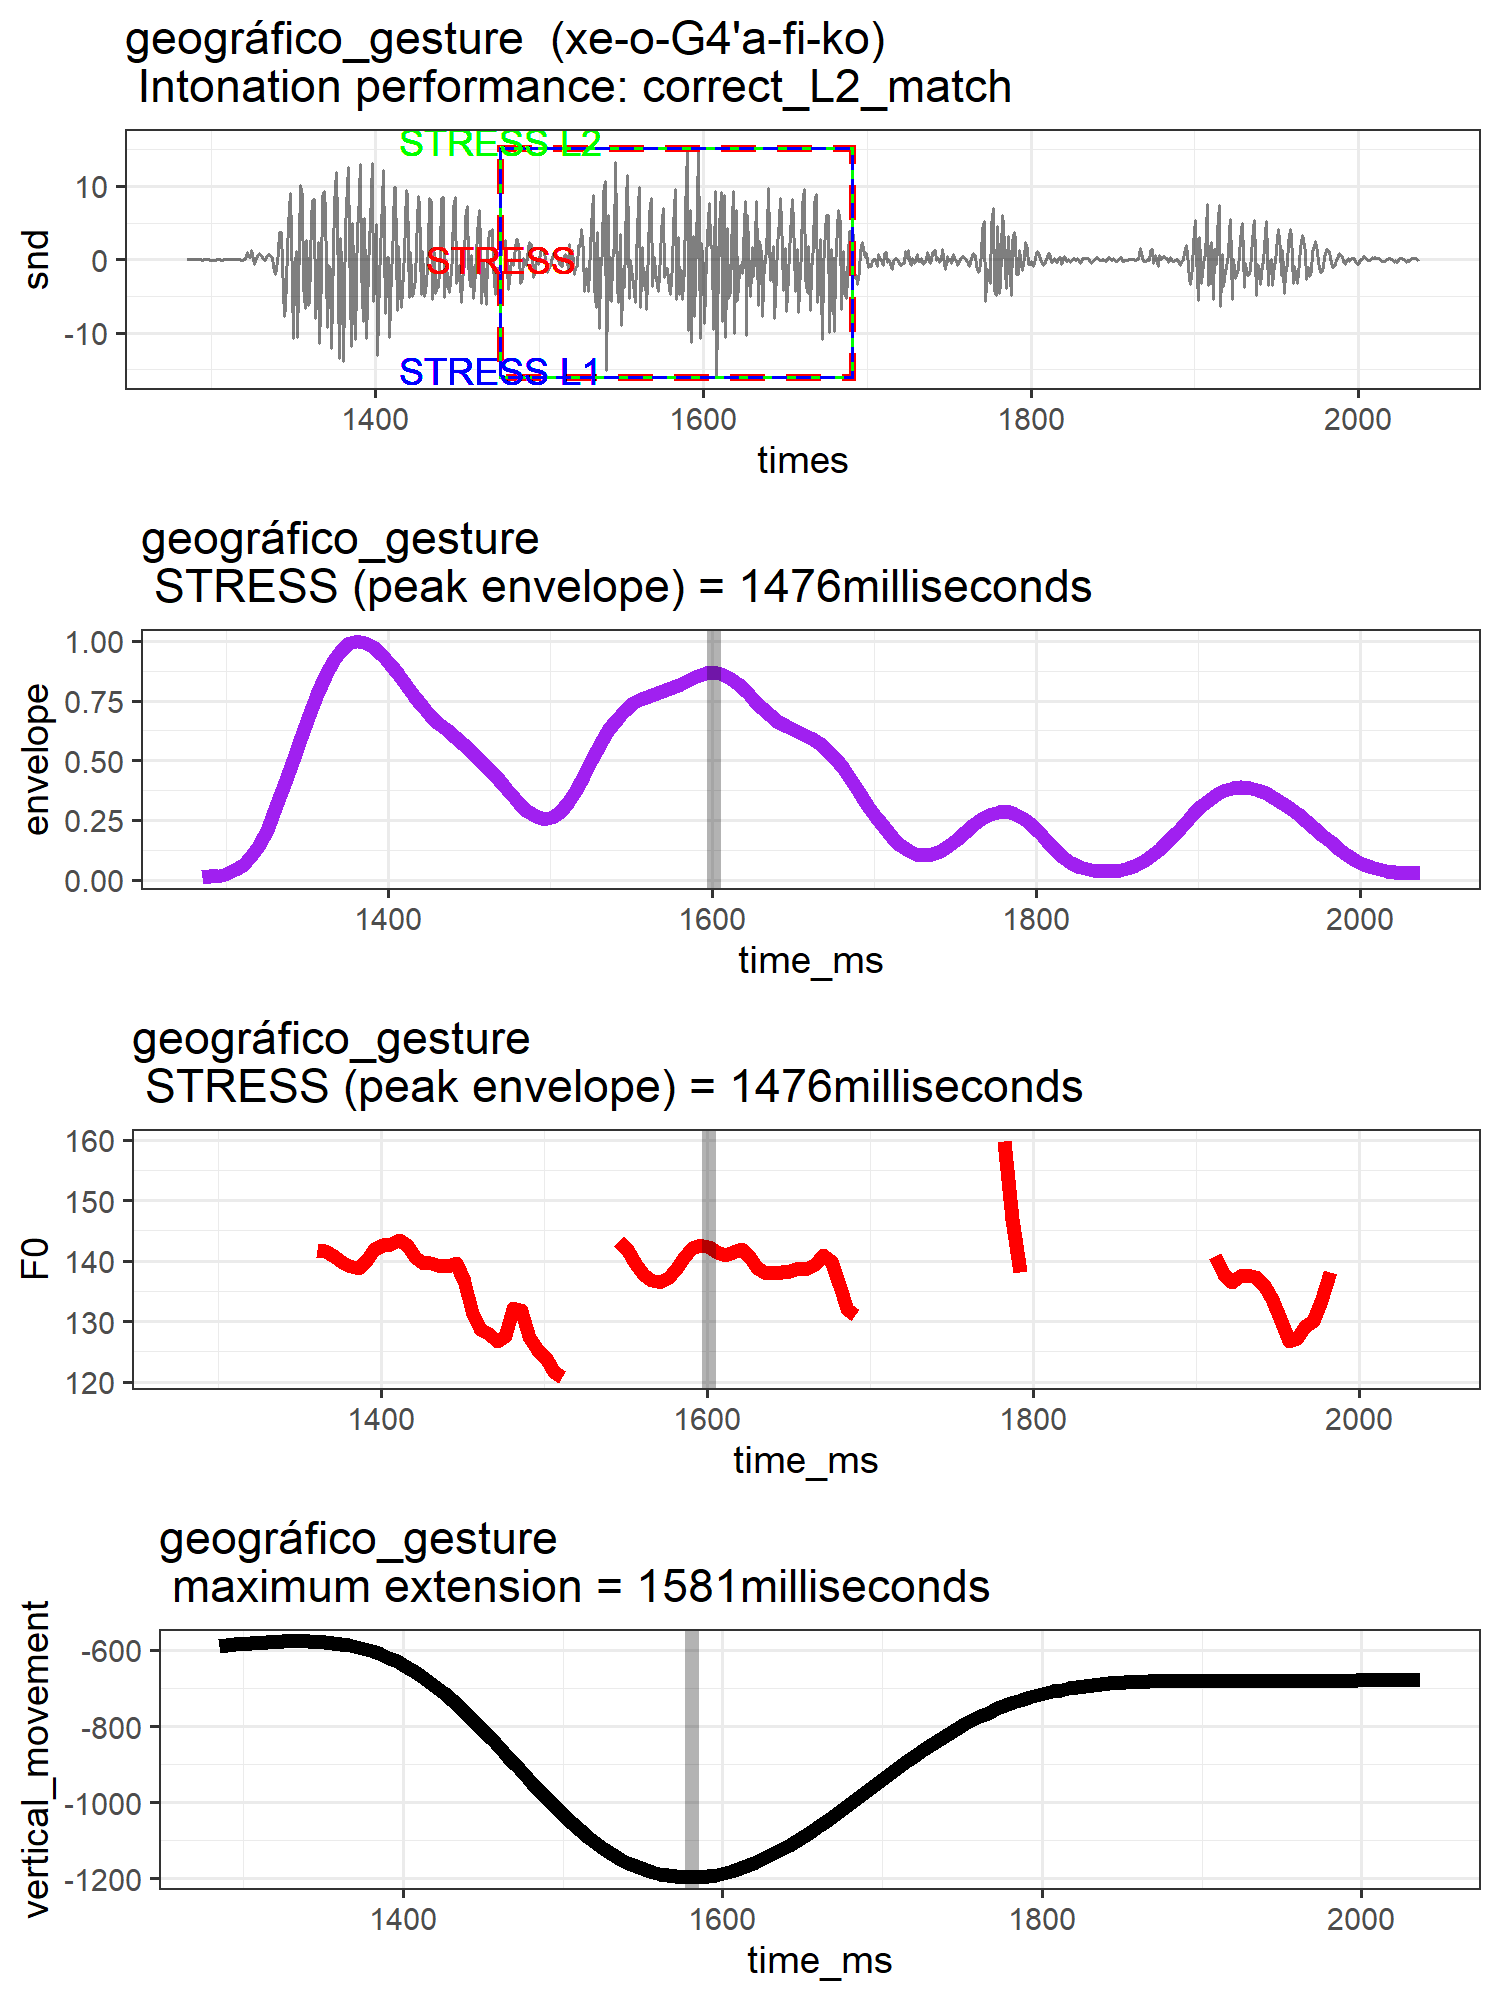 geográfico_gesture  (xe-o-G4'a-fi-ko)
Intonation performance: correct_L2_match
STRESS L2
STRESS
STRESS L1
snd
10
0
-10
1400 1600 1800 2000
times
geográfico_gesture
STRESS (peak envelope) = 1476milliseconds
envelope
1.00
0.75
0.50
0.25
0.00
1400 1600 1800 2000
time_ms
geográfico_gesture
STRESS (peak envelope) = 1476milliseconds
F0
160
150
140
130
120
1400 1600 1800 2000
time_ms
geográfico_gesture
maximum extension = 1581milliseconds
vertical_movement
-600
-800
-1000
-1200
1400 1600 1800 2000
time_ms